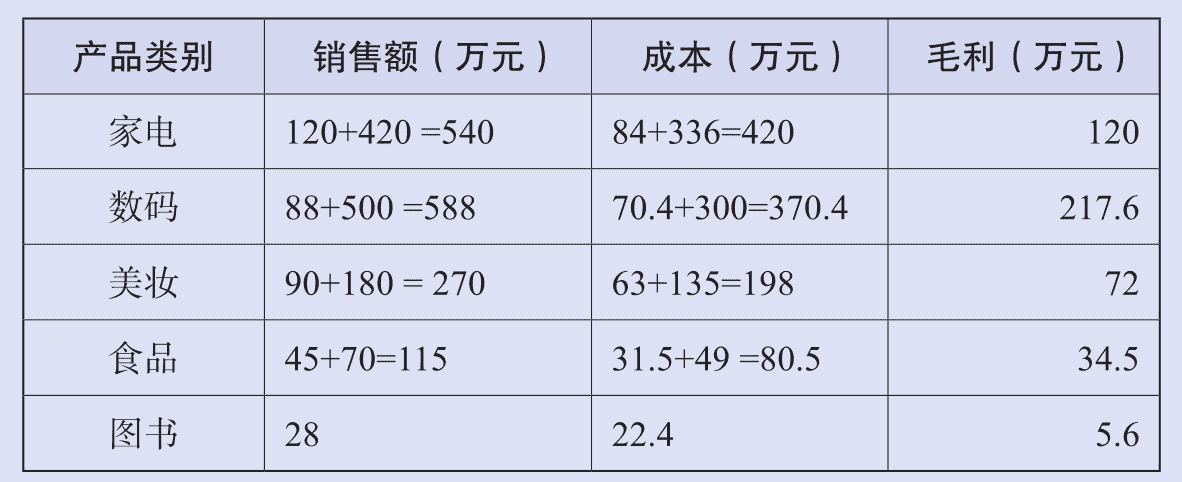 产品类别 销售额（万元） 成本（万元） 毛利（万元）
家电 120+420 =540 84+336=420 120
数码 88+500 =588 70.4+300=370.4 217.6
美妆 90+180 = 270 63+135=198 72
食品 45+70=115 31.5+49 =80.5 34.5
图书 28 22.4 5.6